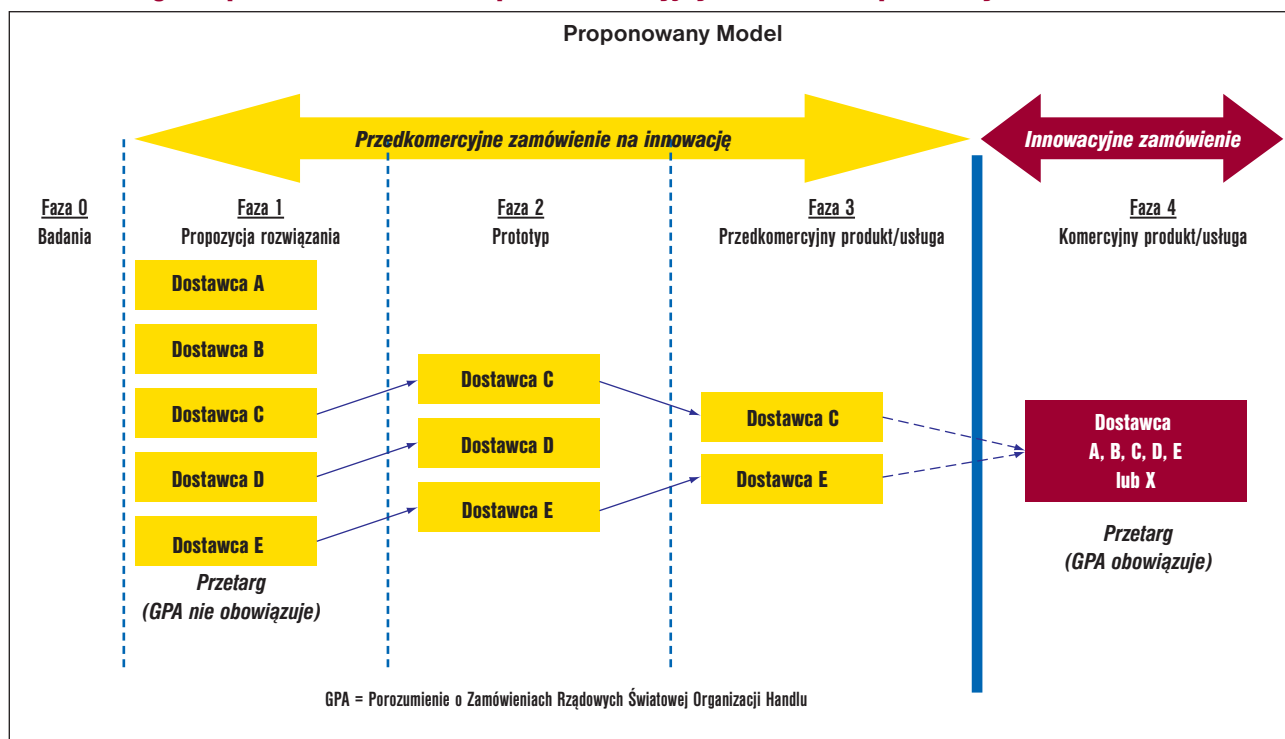 Proponowany Model
Przedkomercyjne zamówienie na innowację
Innowacyjne zamówienie
Faza 0
Badania
Faza 1
Propozycja rozwiązania
Faza 2
Prototyp
Faza 3
Przedkomercyjny produkt/usługa
Faza 4
Komercyjny produkt/usługa
Dostawca A
Dostawca B
Dostawca C
Dostawca D
Dostawca E
Przetarg
(GPA nie obowiązuje)
Dostawca C
Dostawca D
Dostawca E
Dostawca C
Dostawca E
Dostawca
A, B, C, D, E
lub X
Przetarg
(GPA obowiązuje)
GPA = Porozumienie o Zamówieniach Rządowych Światowej Organizacji Handlu